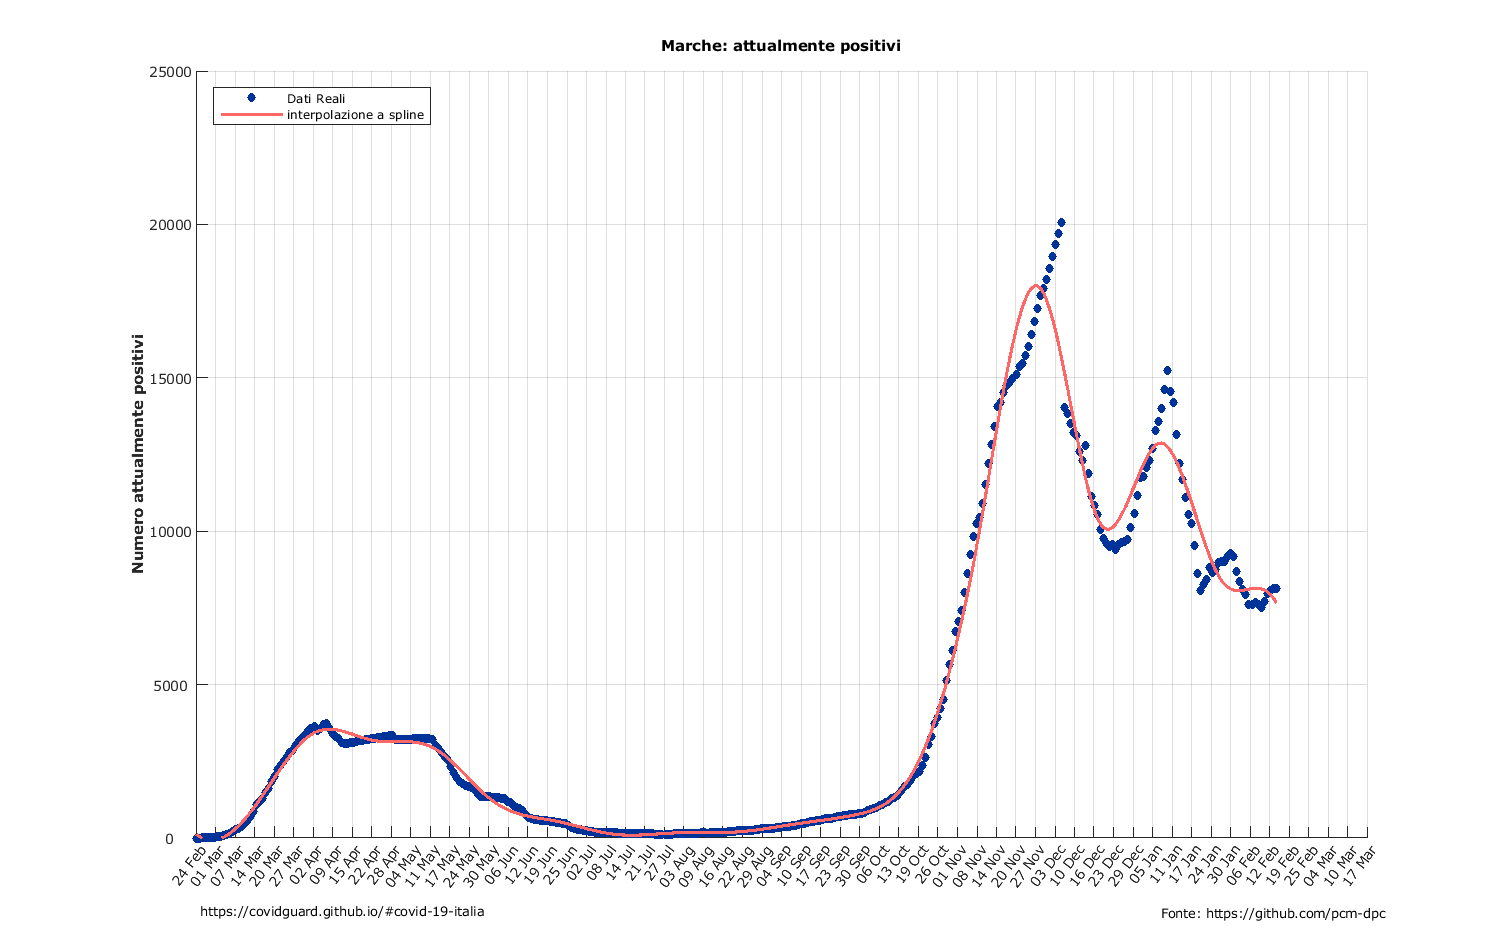 Marche: attualmente positivi
25000
Dati Reali
interpolazione a spline
20000
15000
10000
5000
0
Numero attualmente positivi
24 Feb
01 Mar
07 Mar
14 Mar
20 Mar
27 Mar
02 Apr
09 Apr
15 Apr
22 Apr
28 Apr
04 May
11 May
17 May
24 May
30 May
06 Jun
12 Jun
19 Jun
25 Jun
02 Jul
08 Jul
14 Jul
21 Jul
27 Jul
03 Aug
09 Aug
16 Aug
22 Aug
29 Aug
04 Sep
10 Sep
17 Sep
23 Sep
30 Sep
06 Oct
13 Oct
19 Oct
26 Oct
01 Nov
08 Nov
14 Nov
20 Nov
27 Nov
03 Dec
10 Dec
16 Dec
23 Dec
29 Dec
05 Jan
11 Jan
17 Jan
24 Jan
30 Jan
06 Feb
12 Feb
19 Feb
25 Feb
04 Mar
10 Mar
17 Mar
https://covidguard.github.io/#covid-19-italia
Fonte: https://github.com/pcm-dpc